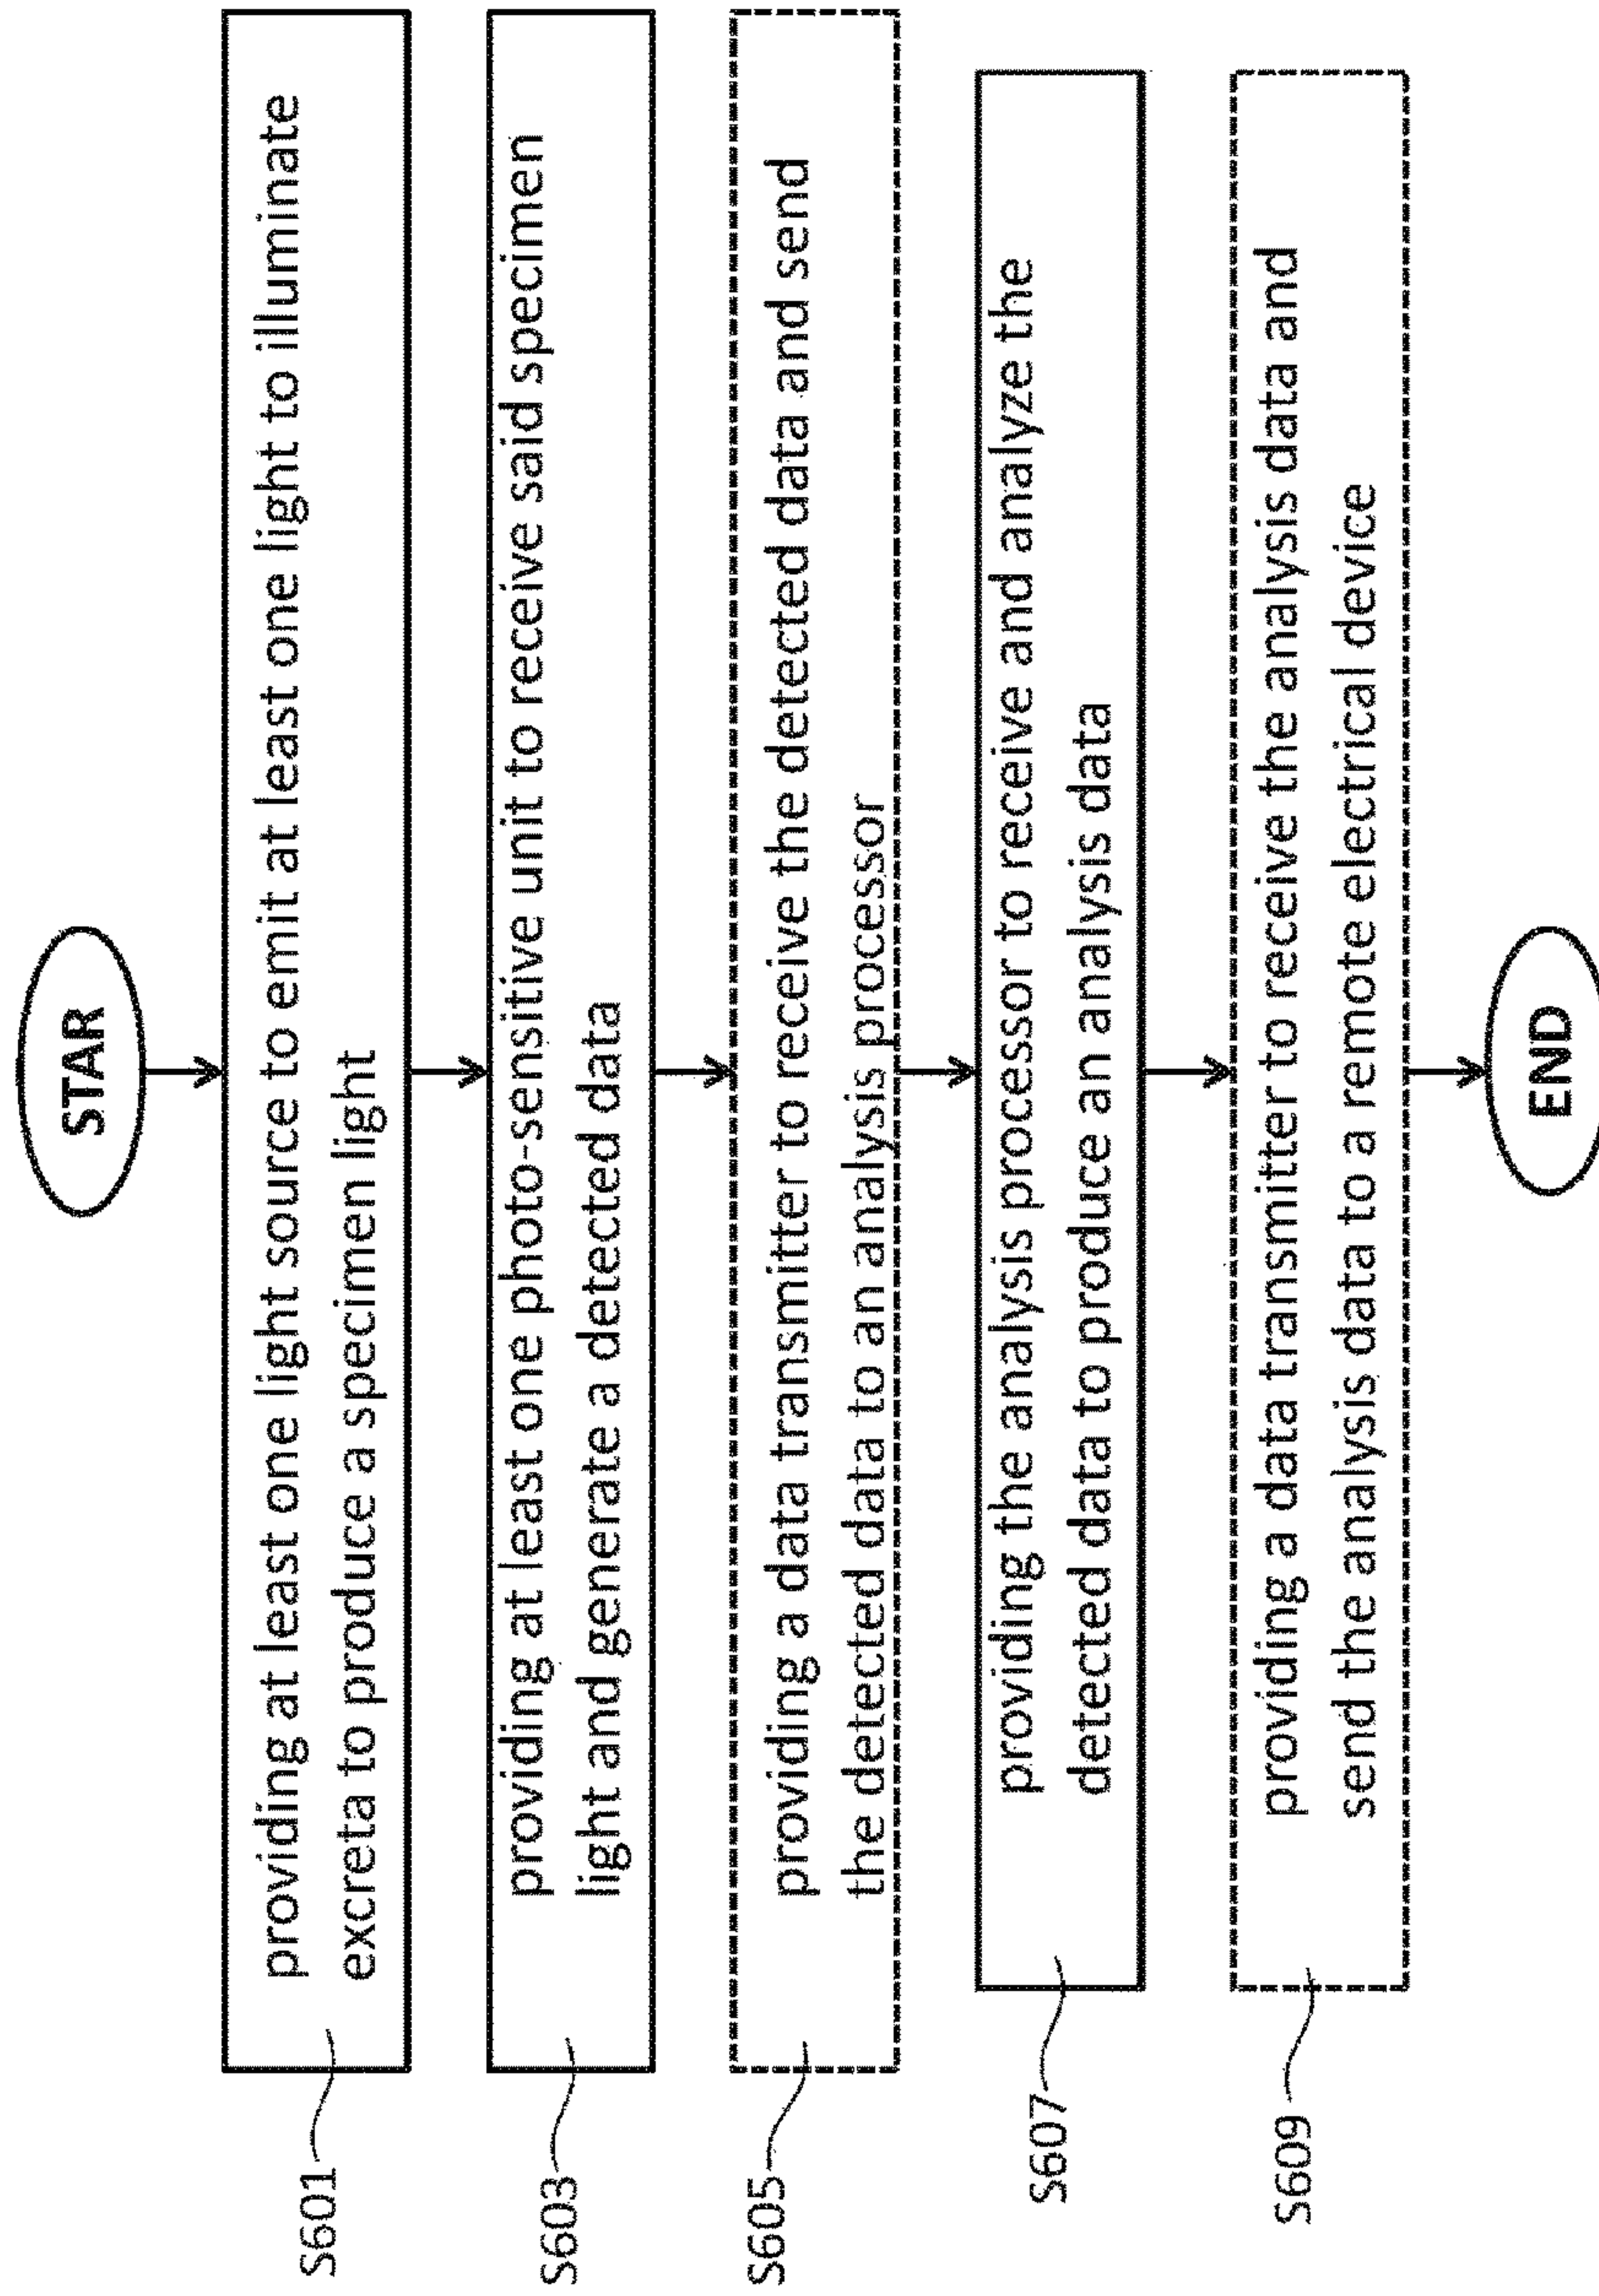 STAR
providing at least one light source to emit at least one light to illuminate
excreta to produce a specimen light
S601
providing at least one photo-sensitive unit to receive said specimen
light and generate a detected data
S603
providing a data transmitter to receive the detected data and send
the detected data to an analysis processor
S605
providing the analysis processor to receive and analyze the
detected data to produce an analysis data
S607
providing a data transmitter to receive the analysis data and
send the analysis data to a remote electrical device
S609
END